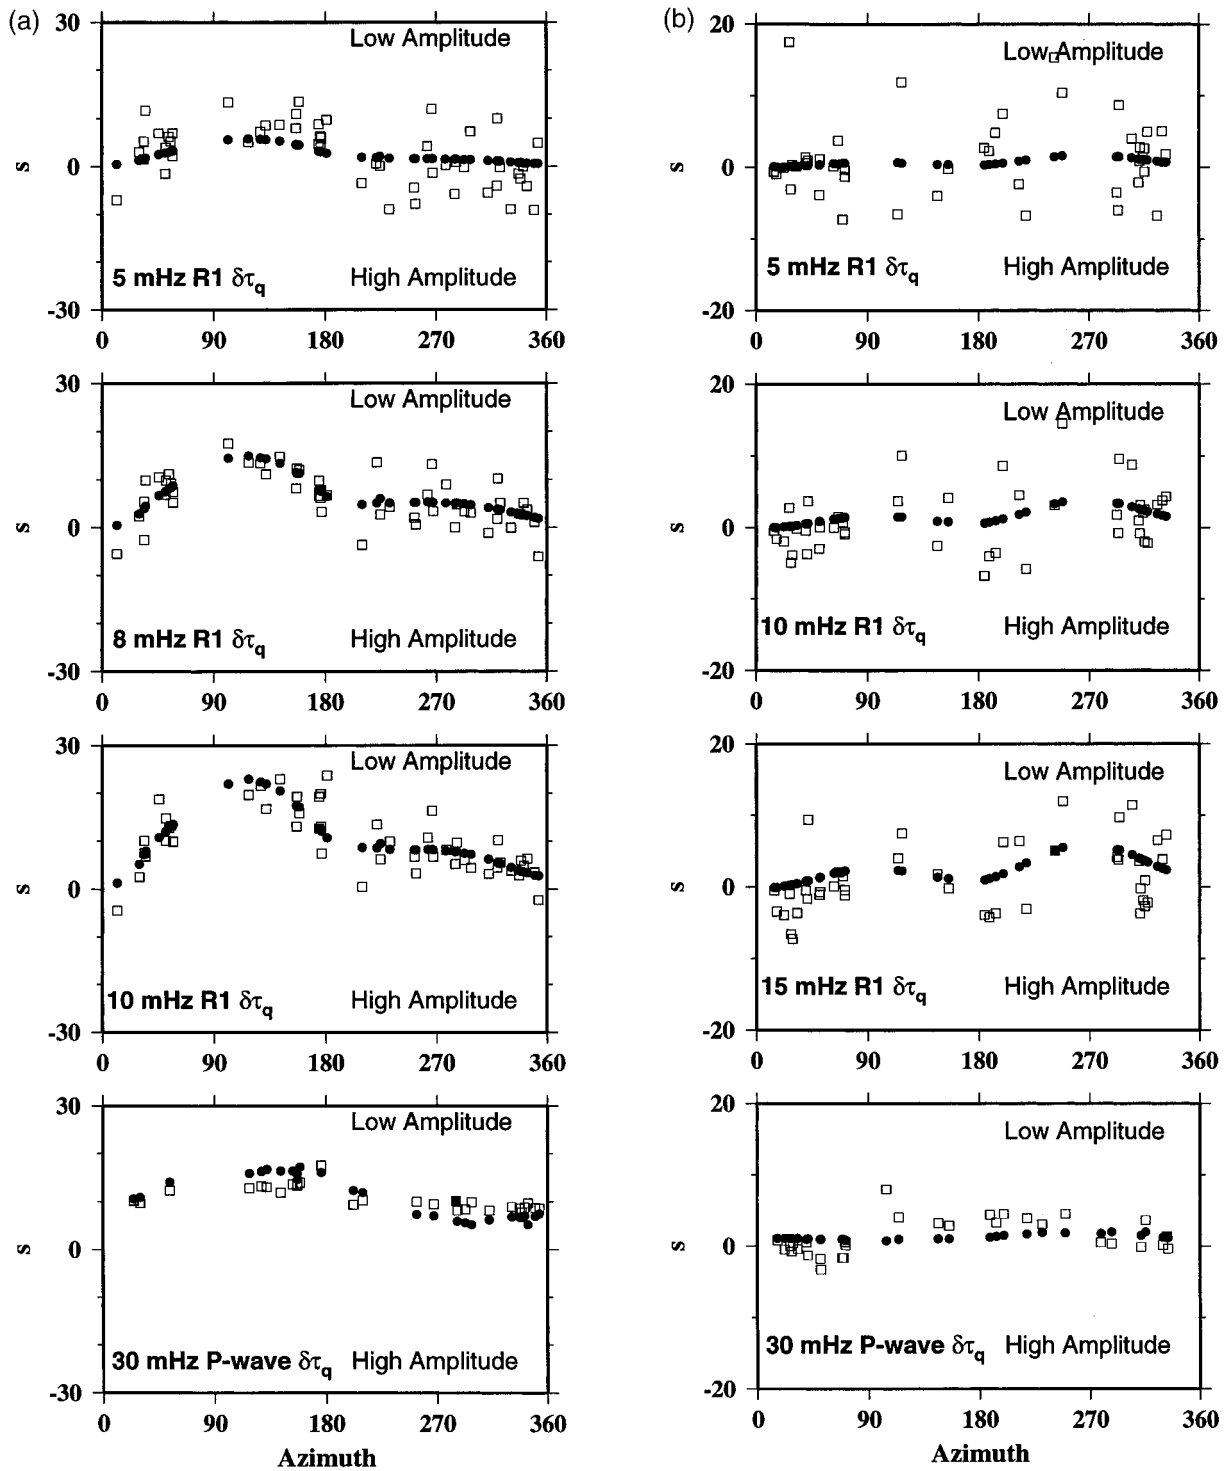 (a)
30
Low Amplitude
s
0
5 mHz R1 δτq
High Amplitude
-30
0 90 180 270 360
30
Low Amplitude
s
0
8 mHz R1 δτq
High Amplitude
-30
0 90 180 270 360
30
Low Amplitude
s
0
10 mHz R1 δτq
High Amplitude
-30
0 90 180 270 360
30
Low Amplitude
s
0
30 mHz P-wave δτq
High Amplitude
-30
0 90 180 270 360
Azimuth
(b)
20
Low Amplitude
s
0
5 mHz R1 δτq
High Amplitude
-20
0 90 180 270 360
20
Low Amplitude
s
0
10 mHz R1 δτq
High Amplitude
-20
0 90 180 270 360
20
Low Amplitude
s
0
15 mHz R1 δτq
High Amplitude
-20
0 90 180 270 360
20
Low Amplitude
s
0
30 mHz P-wave δτq
High Amplitude
-20
0 90 180 270 360
Azimuth